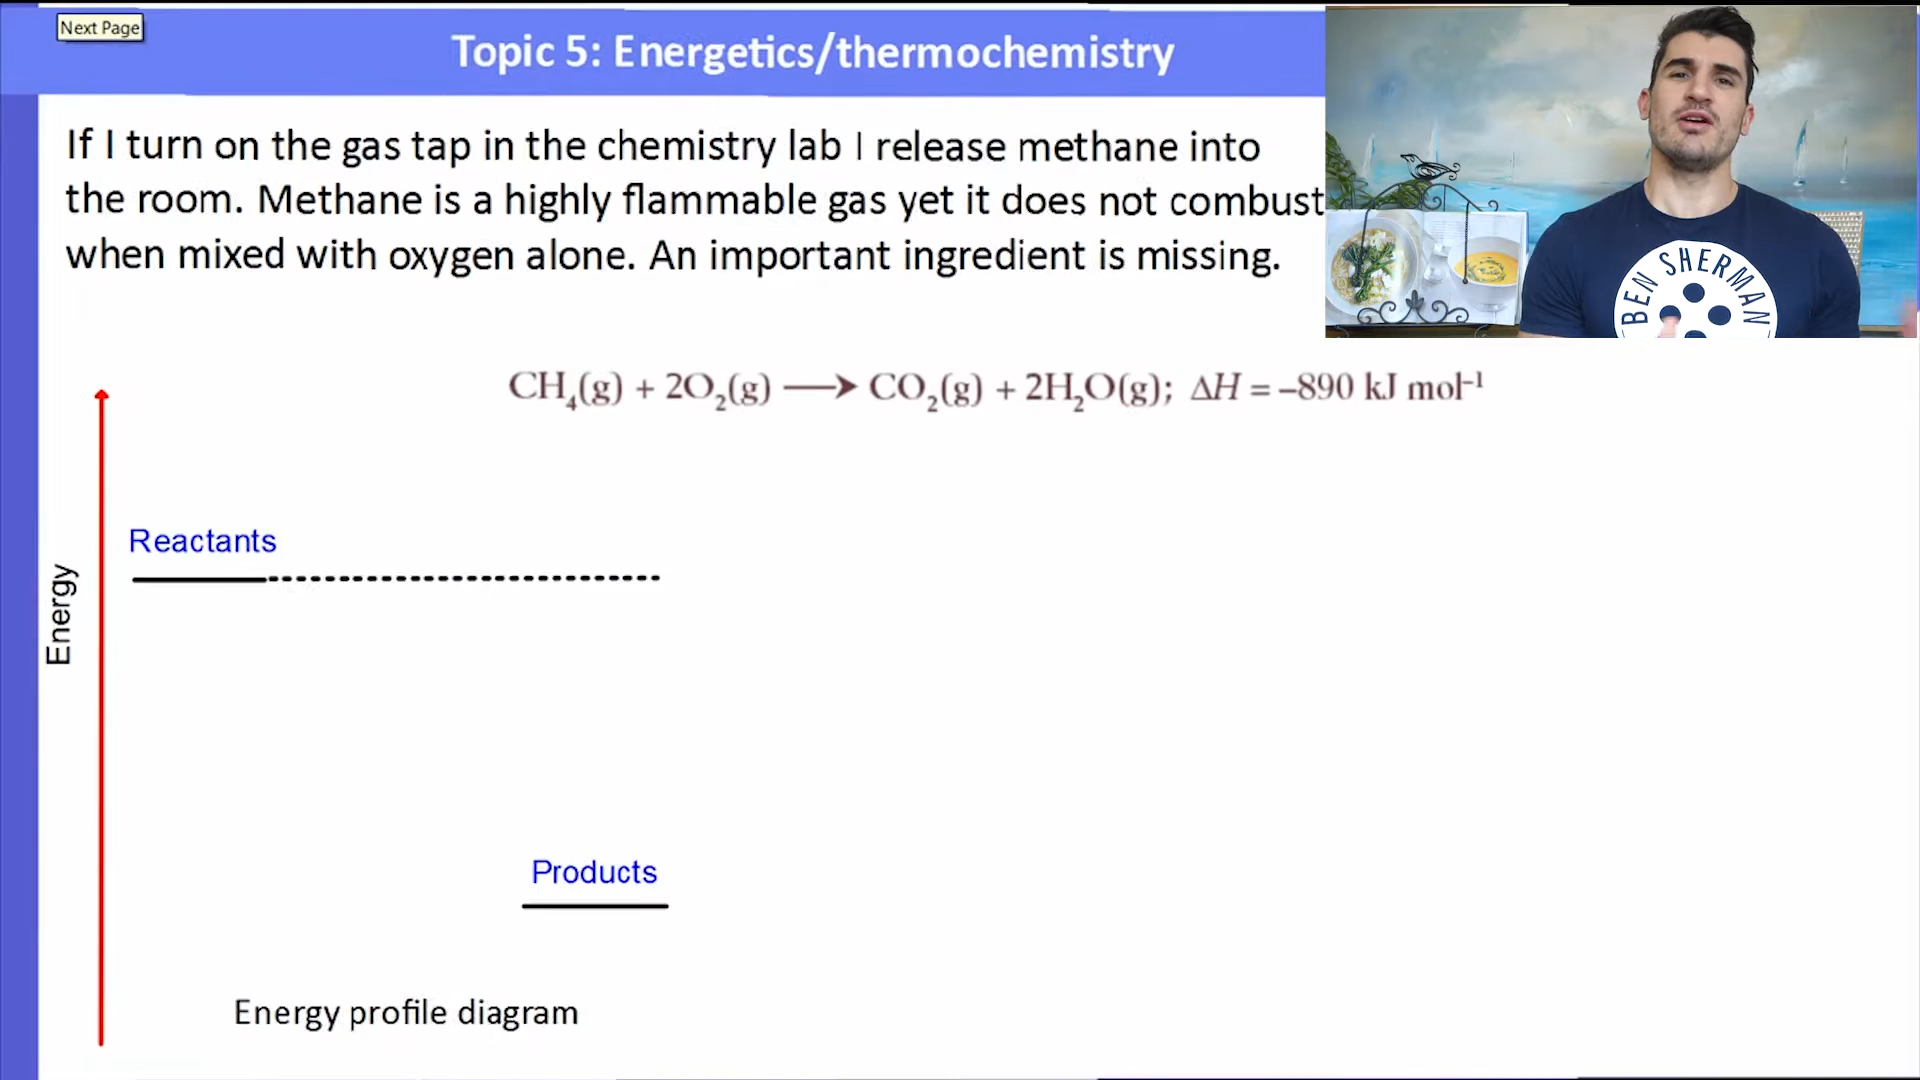 Next Page
Topic 5: Energetics/thermochemistry
If I turn on the gas tap in the chemistry lab I release methane into
the room. Methane is a highly flammable gas yet it does not combust
when mixed with oxygen alone. An important ingredient is missing.
BEN SHERMAN
CH₄(g) + 2O₂(g) ⟶ CO₂(g) + 2H₂O(g); ΔH = –890 kJ mol⁻¹
Reactants
Energy
Products
Energy profile diagram